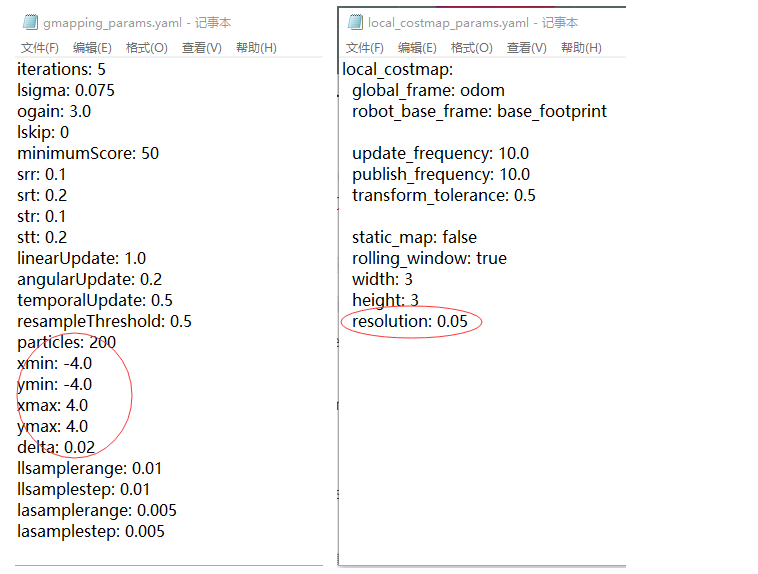 gmapping_params.yaml - 记事本
文件(F) 编辑(E) 格式(O) 查看(V) 帮助(H)
iterations: 5
lsigma: 0.075
ogain: 3.0
lskip: 0
minimumScore: 50
srr: 0.1
srt: 0.2
str: 0.1
stt: 0.2
linearUpdate: 1.0
angularUpdate: 0.2
temporalUpdate: 0.5
resampleThreshold: 0.5
particles: 200
xmin: -4.0
ymin: -4.0
xmax: 4.0
ymax: 4.0
delta: 0.02
llsamplerange: 0.01
llsamplestep: 0.01
lasamplerange: 0.005
lasamplestep: 0.005
local_costmap_params.yaml - 记事本
文件(F) 编辑(E) 格式(O) 查看(V) 帮助(H)
local_costmap:
global_frame: odom
robot_base_frame: base_footprint
update_frequency: 10.0
publish_frequency: 10.0
transform_tolerance: 0.5
static_map: false
rolling_window: true
width: 3
height: 3
resolution: 0.05